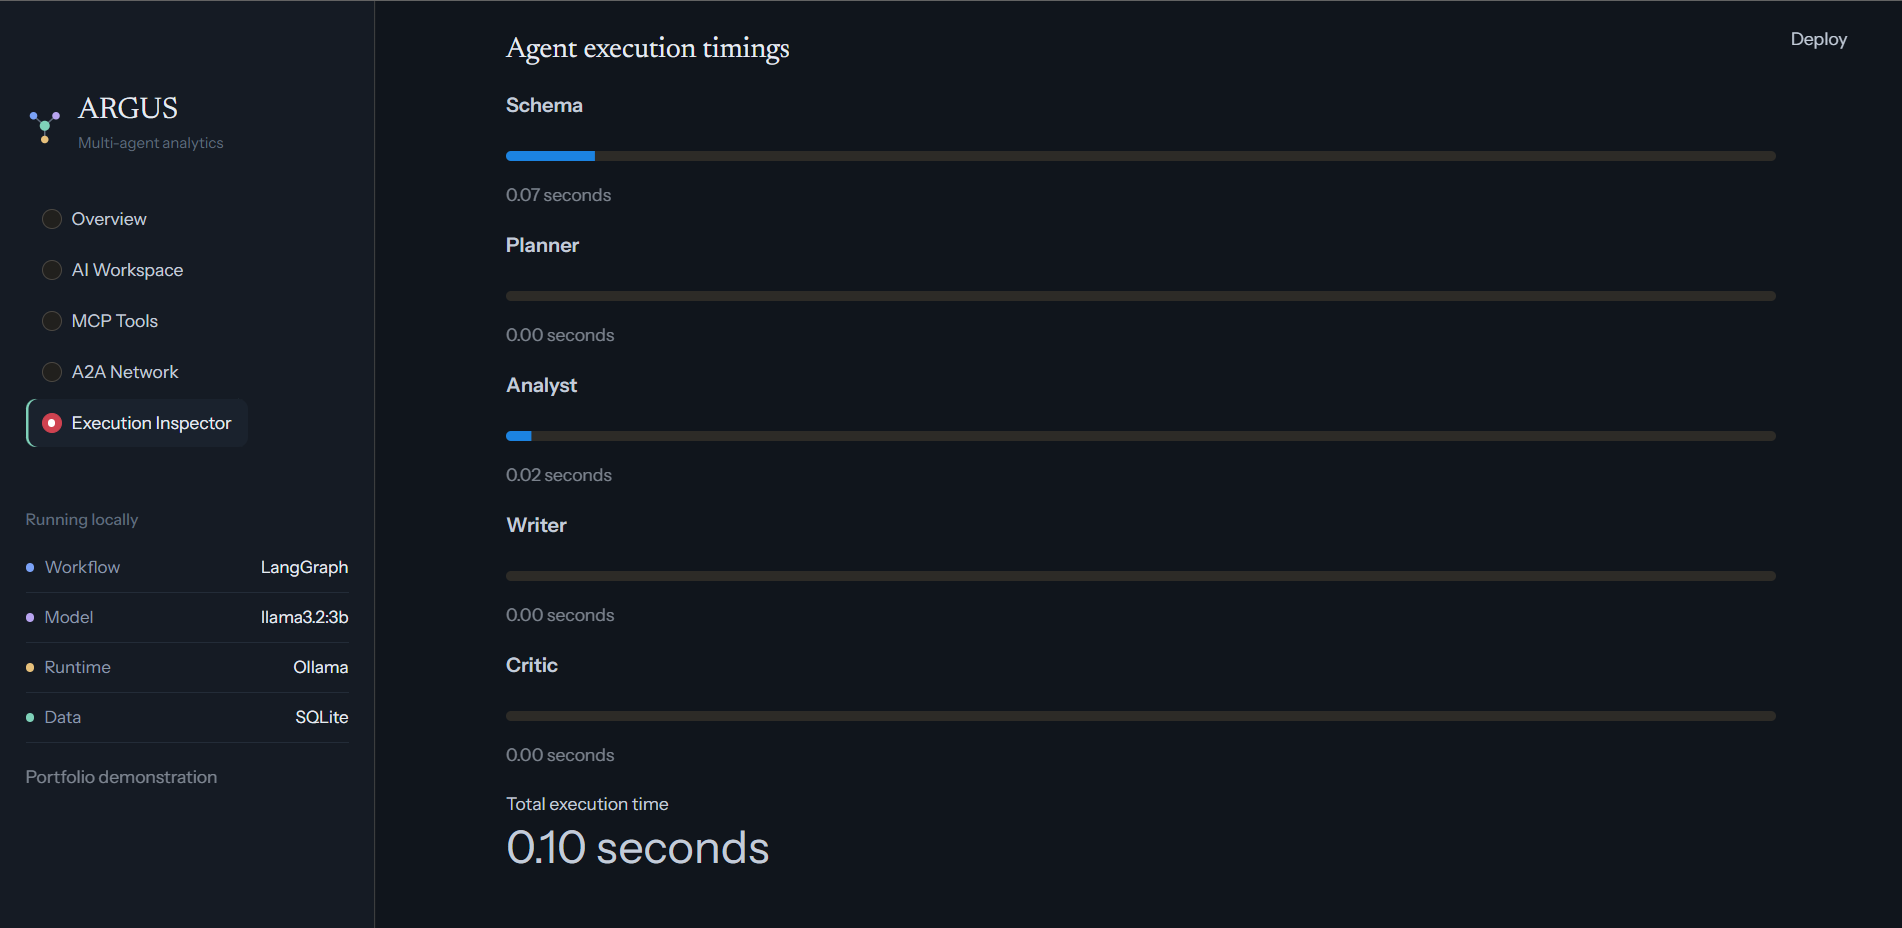 ARGUS
Multi-agent analytics
Overview
AI Workspace
MCP Tools
A2A Network
Execution Inspector
Running locally
Workflow LangGraph
Model llama3.2:3b
Runtime Ollama
Data SQLite
Portfolio demonstration
Deploy
Agent execution timings
Schema
0.07 seconds
Planner
0.00 seconds
Analyst
0.02 seconds
Writer
0.00 seconds
Critic
0.00 seconds
Total execution time
0.10 seconds